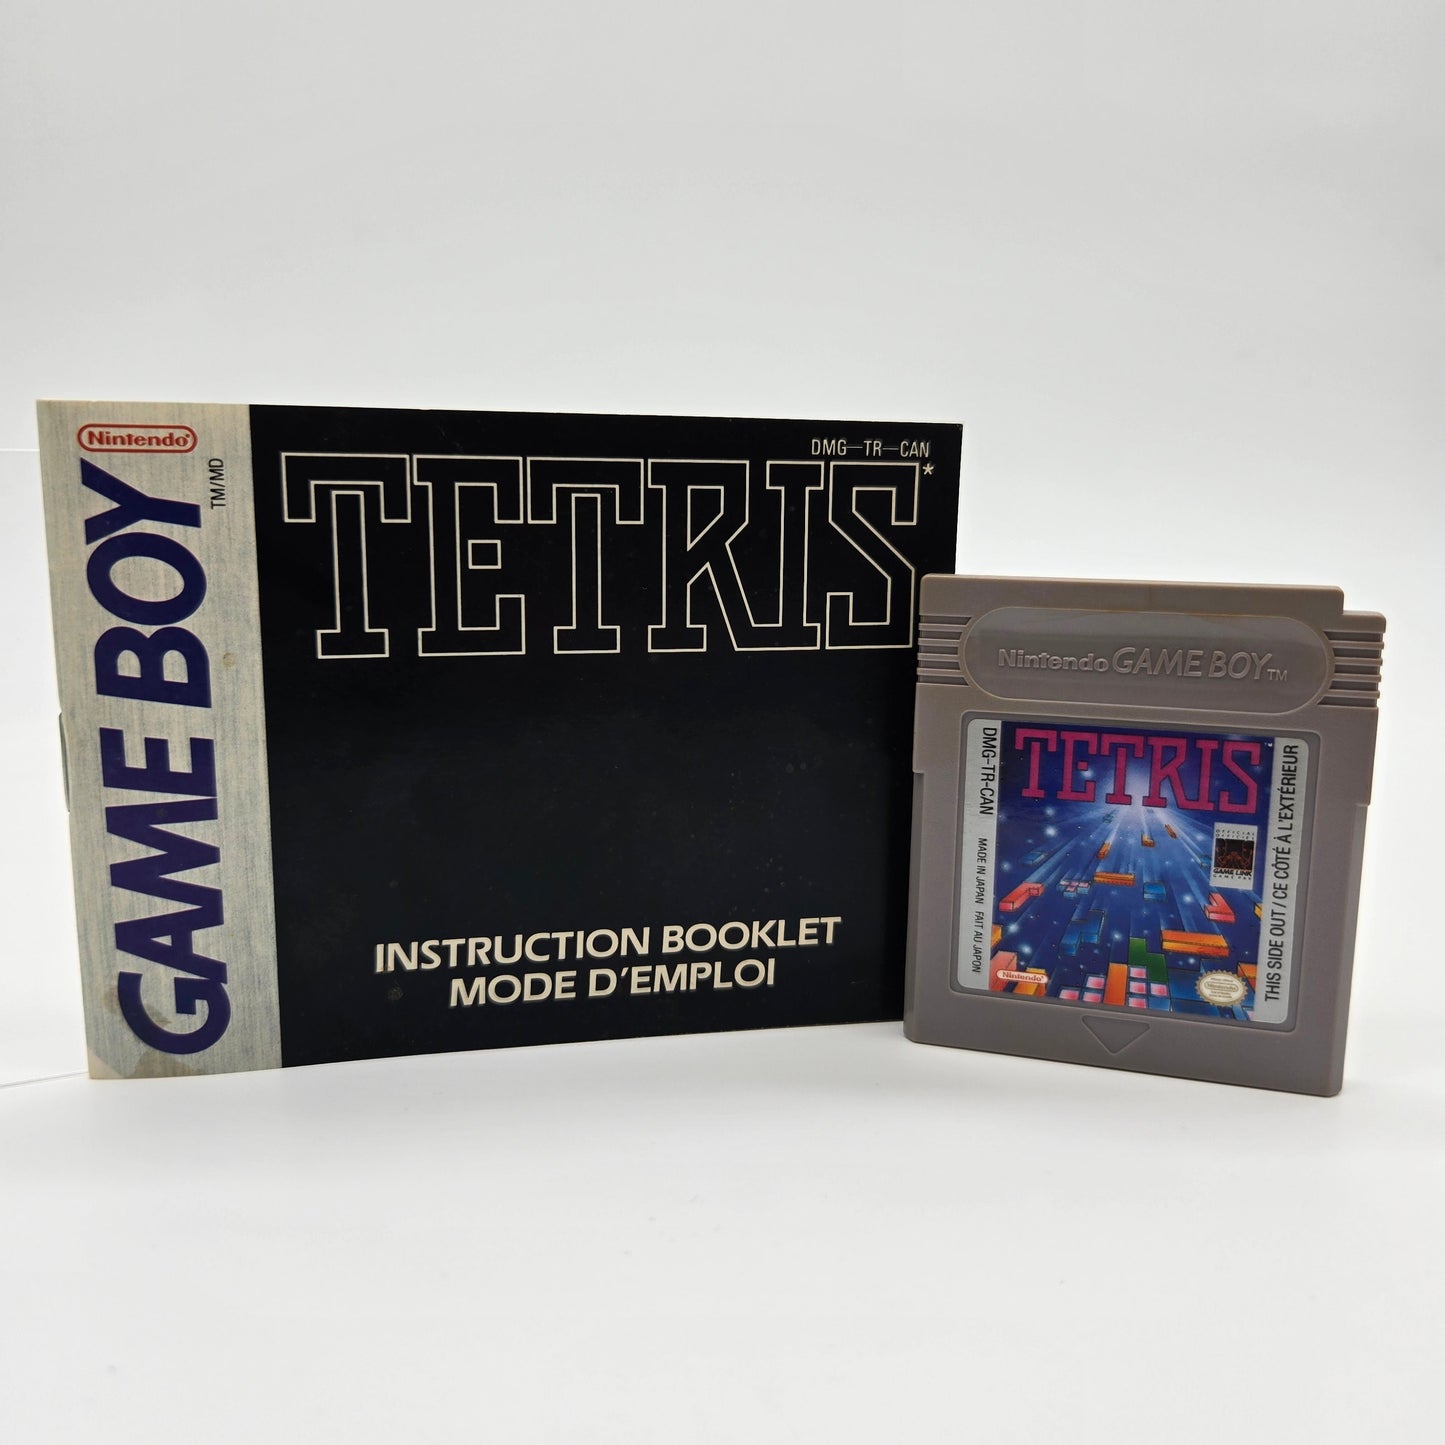 Nintendo
GAME BOY
TM/MD
DMG-TR-CAN
TETRIS*
INSTRUCTION BOOKLET
MODE D'EMPLOI
Nintendo GAME BOY TM
DMG-TR-CAN
MADE IN JAPAN FAIT AU JAPON
TETRIS
GAME LINK
Nintendo
Nintendo
THIS SIDE OUT / CE CÔTÉ À L'EXTÉRIEUR